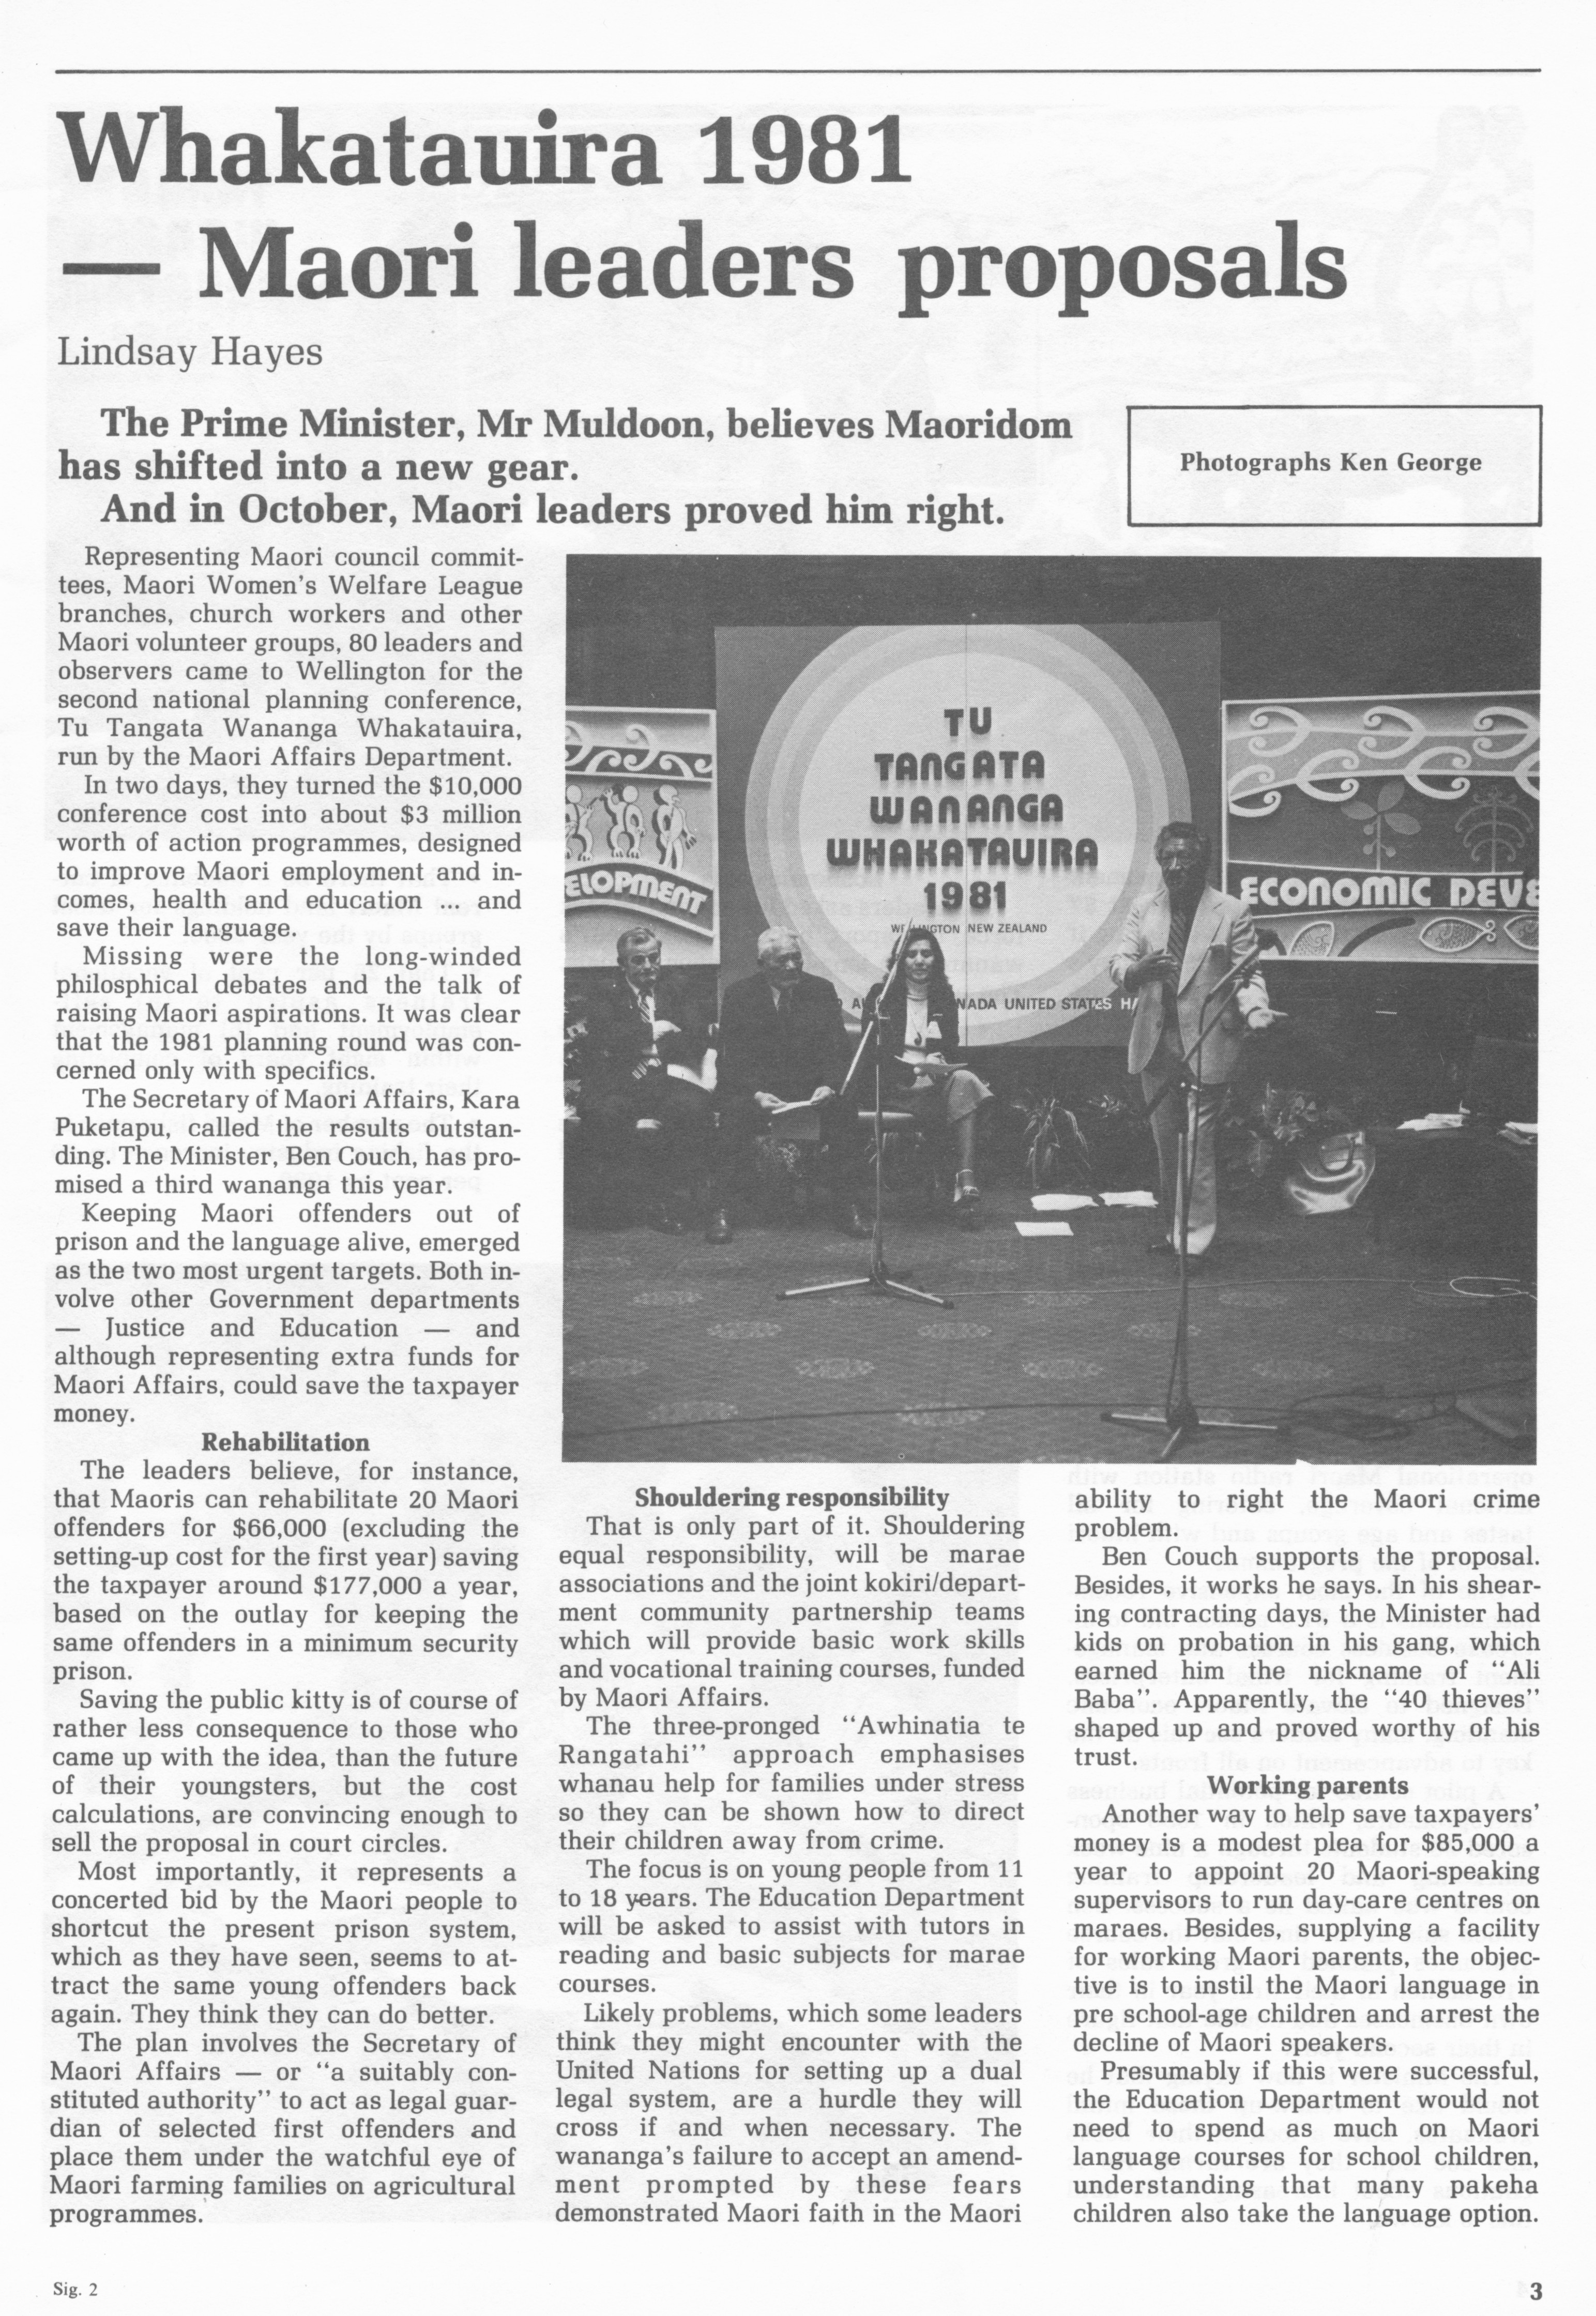 Whakatauira 1981
— Maori leaders proposals
Lindsay Hayes
The Prime Minister, Mr Muldoon, believes Maoridom
has shifted into a new gear.
And in October, Maori leaders proved him right.
Photographs Ken George
Representing Maori council commit-
tees, Maori Women's Welfare League
branches, church workers and other
Maori volunteer groups, 80 leaders and
observers came to Wellington for the
second national planning conference,
Tu Tangata Wananga Whakatauira,
run by the Maori Affairs Department.
In two days, they turned the $10,000
conference cost into about $3 million
worth of action programmes, designed
to improve Maori employment and in-
comes, health and education ... and
save their language.
Missing were the long-winded
philosphical debates and the talk of
raising Maori aspirations. It was clear
that the 1981 planning round was con-
cerned only with specifics.
The Secretary of Maori Affairs, Kara
Puketapu, called the results outstan-
ding. The Minister, Ben Couch, has pro-
mised a third wananga this year.
Keeping Maori offenders out of
prison and the language alive, emerged
as the two most urgent targets. Both in-
volve other Government departments
— Justice and Education — and
although representing extra funds for
Maori Affairs, could save the taxpayer
money.
Rehabilitation
The leaders believe, for instance,
that Maoris can rehabilitate 20 Maori
offenders for $66,000 (excluding the
setting-up cost for the first year) saving
the taxpayer around $177,000 a year,
based on the outlay for keeping the
same offenders in a minimum security
prison.
Saving the public kitty is of course of
rather less consequence to those who
came up with the idea, than the future
of their youngsters, but the cost
calculations, are convincing enough to
sell the proposal in court circles.
Most importantly, it represents a
concerted bid by the Maori people to
shortcut the present prison system,
which as they have seen, seems to at-
tract the same young offenders back
again. They think they can do better.
The plan involves the Secretary of
Maori Affairs — or "a suitably con-
stituted authority" to act as legal guar-
dian of selected first offenders and
place them under the watchful eye of
Maori farming families on agricultural
programmes.
TU
TANGATA
WANANGA
WHAKATAUIRA
1981
NEW ZEALAND
UNITED STATES
ELOPMENT
ECONOMIC DEVE
Shouldering responsibility
That is only part of it. Shouldering
equal responsibility, will be marae
associations and the joint kokiri/depart-
ment community partnership teams
which will provide basic work skills
and vocational training courses, funded
by Maori Affairs.
The three-pronged "Awhinatia te
Rangatahi" approach emphasises
whanau help for families under stress
so they can be shown how to direct
their children away from crime.
The focus is on young people from 11
to 18 years. The Education Department
will be asked to assist with tutors in
reading and basic subjects for marae
courses.
Likely problems, which some leaders
think they might encounter with the
United Nations for setting up a dual
legal system, are a hurdle they will
cross if and when necessary. The
wananga's failure to accept an amend-
ment prompted by these fears
demonstrated Maori faith in the Maori
ability to right the Maori crime
problem.
Ben Couch supports the proposal.
Besides, it works he says. In his shear-
ing contracting days, the Minister had
kids on probation in his gang, which
earned him the nickname of "Ali
Baba". Apparently, the "40 thieves"
shaped up and proved worthy of his
trust.
Working parents
Another way to help save taxpayers'
money is a modest plea for $85,000 a
year to appoint 20 Maori-speaking
supervisors to run day-care centres on
maraes. Besides, supplying a facility
for working Maori parents, the objec-
tive is to instil the Maori language in
pre school-age children and arrest the
decline of Maori speakers.
Presumably if this were successful,
the Education Department would not
need to spend as much on Maori
language courses for school children,
understanding that many pakeha
children also take the language option.
Sig. 2
3